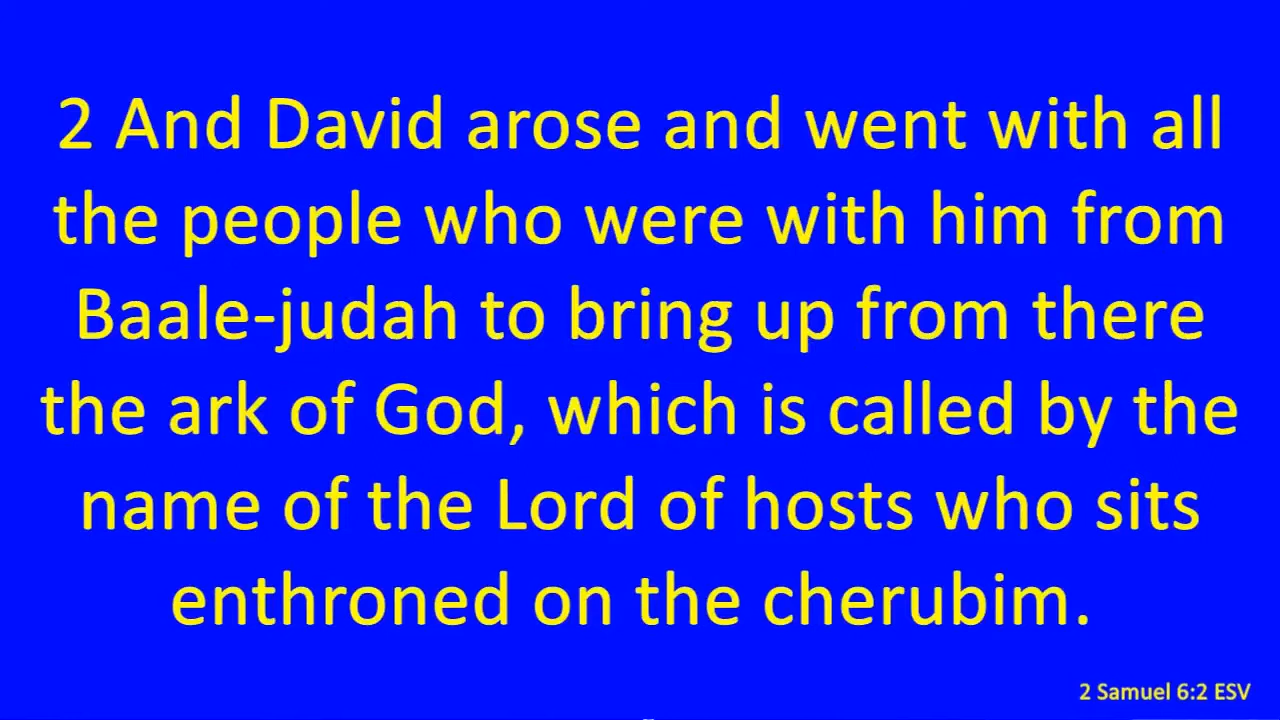 2 And David arose and went with all
the people who were with him from
Baale-judah to bring up from there
the ark of God, which is called by the
name of the Lord of hosts who sits
enthroned on the cherubim.
2 Samuel 6:2 ESV